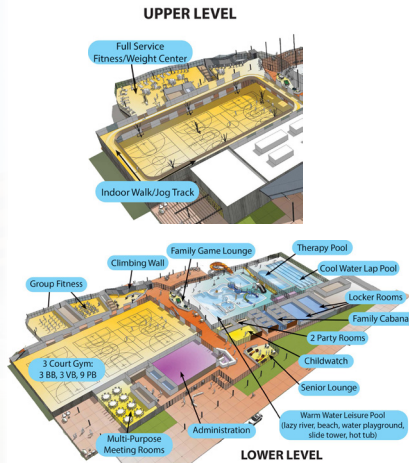 UPPER LEVEL
Full Service
Fitness/Weight Center
Indoor Walk/Jog Track
Family Game Lounge
Therapy Pool
Climbing Wall
Cool Water Lap Pool
Group Fitness
Locker Rooms
Family Cabana
2 Party Rooms
3 Court Gym:
3 BB, 3 VB, 9 PB
Childwatch
Senior Lounge
Multi-Purpose
Meeting Rooms
Administration
Warm Water Leisure Pool
(lazy river, beach, water playground,
slide tower, hot tub)
LOWER LEVEL